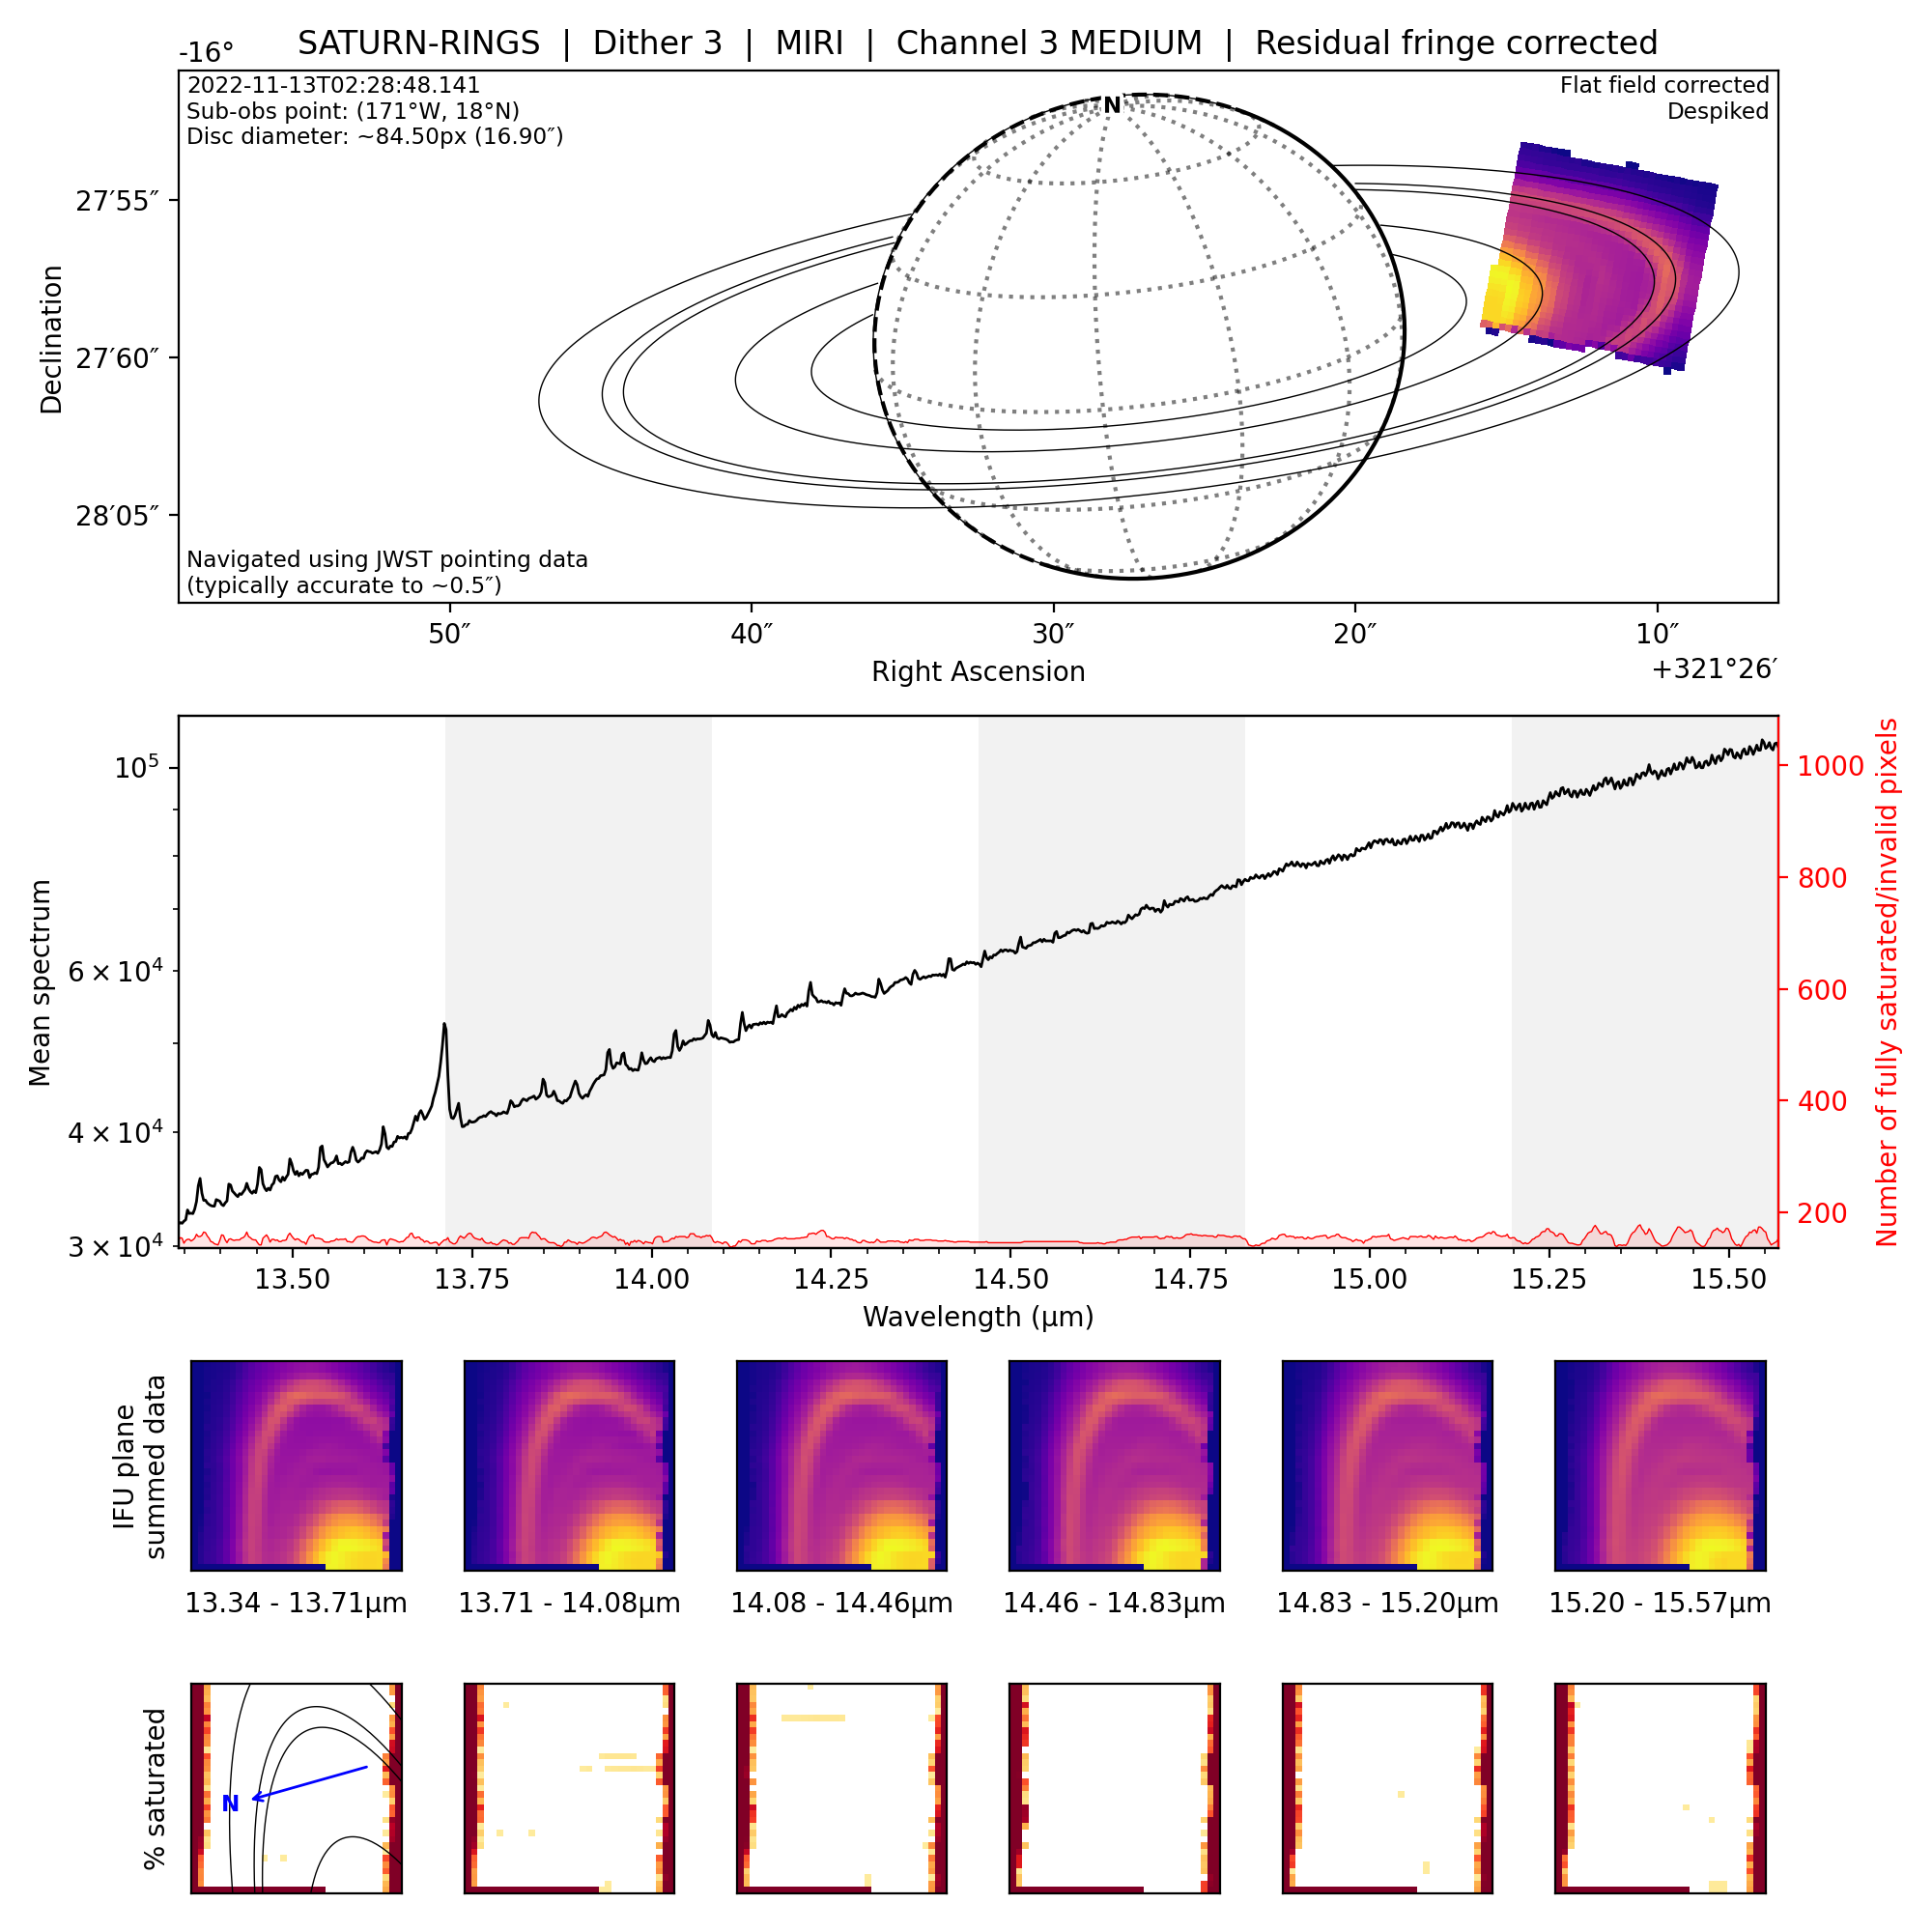 SATURN-RINGS | Dither 3 | MIRI | Channel 3 MEDIUM | Residual fringe corrected
-16°
2022-11-13T02:28:48.141
Sub-obs point: (171°W, 18°N)
Disc diameter: ~84.50px (16.90″)
Flat field corrected
Despiked
N
Declination
27′55″
27′60″
28′05″
Navigated using JWST pointing data
(typically accurate to ~0.5″)
50″ 40″ 30″ 20″ 10″
Right Ascension
+321°26′
Mean spectrum
10⁵
6 × 10⁴
4 × 10⁴
3 × 10⁴
Number of fully saturated/invalid pixels
1000
800
600
400
200
13.50 13.75 14.00 14.25 14.50 14.75 15.00 15.25 15.50
Wavelength (µm)
IFU plane
summed data
13.34 - 13.71µm 13.71 - 14.08µm 14.08 - 14.46µm 14.46 - 14.83µm 14.83 - 15.20µm 15.20 - 15.57µm
% saturated
N